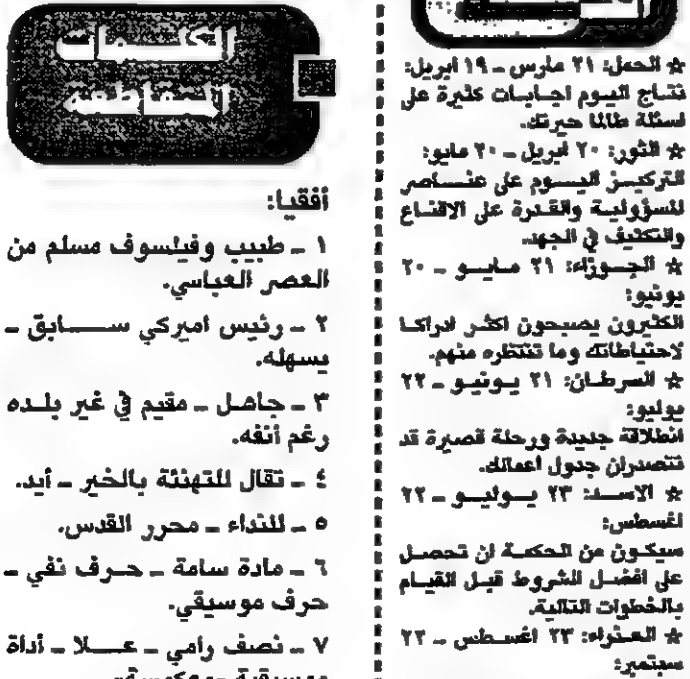 ☆ الحمل: ٢١ مارس ـ ١٩ ابريل:
نتاج اليوم اجابات كثيرة على
اسئلة طالما حيرتك.
☆ الثور: ٢٠ ابريل ـ ٢٠ مايو:
التركيز اليوم على عناصر
المسؤولية والقدرة على الاقناع
والتكثيف في الجهد.
☆ الجوزاء: ٢١ مايو ـ ٢٠
يونيو:
الكثيرون يصبحون اكثر ادراكا
لاحتياطاتك وما تنتظره منهم.
☆ السرطان: ٢١ يونيو ـ ٢٢
يوليو:
انطلاقة جديدة ورحلة قصيرة قد
تتصدران جدول اعمالك.
☆ الاسد: ٢٣ يوليو ـ ٢٢
اغسطس:
سيكون من الحكمة ان تحصل
على افضل الشروط قبل القيام
بالخطوات التالية.
☆ العذراء: ٢٣ اغسطس ـ ٢٢
سبتمبر:
الكلمات
المتقاطعة
أفقيا:
١ ـ طبيب وفيلسوف مسلم من
العصر العباسي.
٢ ـ رئيس اميركي سابق ـ
يسهله.
٣ ـ جاهل ـ مقيم في غير بلده
رغم أنفه.
٤ ـ تقال للتهنئة بالخير ـ أيد.
٥ ـ للنداء ـ محرر القدس.
٦ ـ مادة سامة ـ حرف نفي ـ
حرف موسيقي.
٧ ـ نصف رامي ـ عـلا ـ أداة
موسيقية